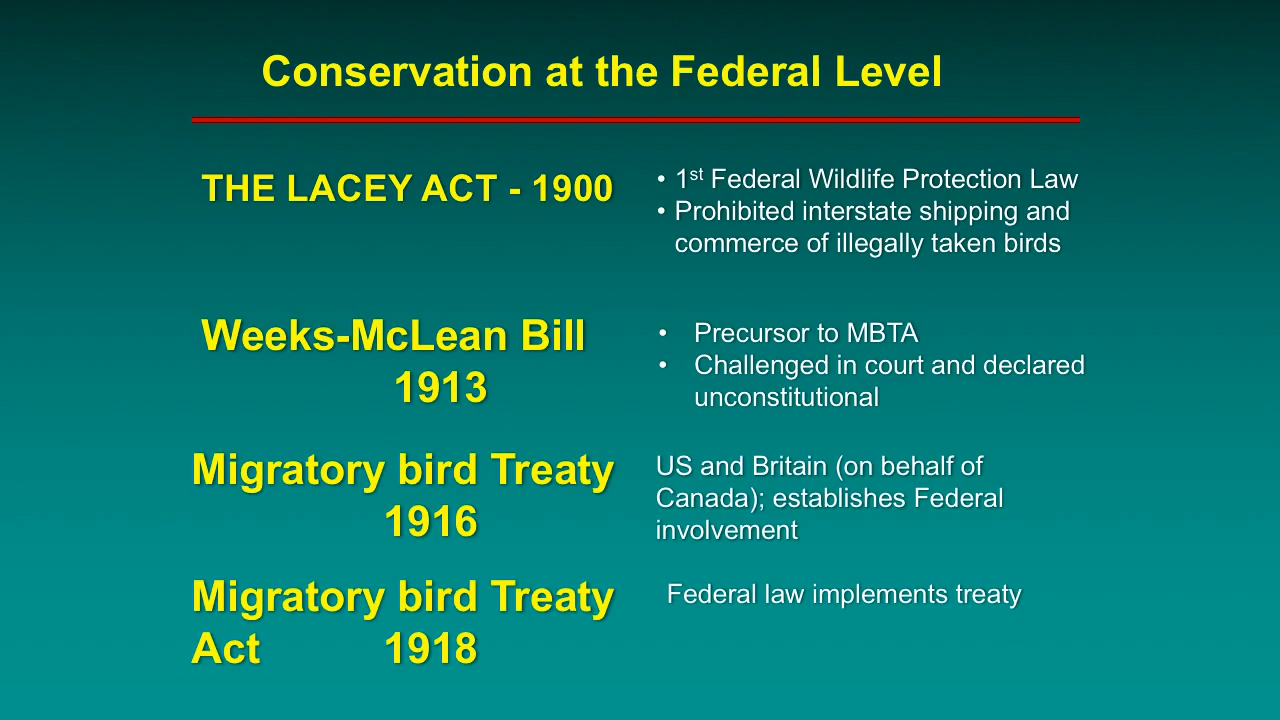 Conservation at the Federal Level
THE LACEY ACT - 1900
• 1st Federal Wildlife Protection Law
• Prohibited interstate shipping and
commerce of illegally taken birds
Weeks-McLean Bill
1913
• Precursor to MBTA
• Challenged in court and declared
unconstitutional
Migratory bird Treaty
1916
US and Britain (on behalf of
Canada); establishes Federal
involvement
Migratory bird Treaty
Act 1918
Federal law implements treaty